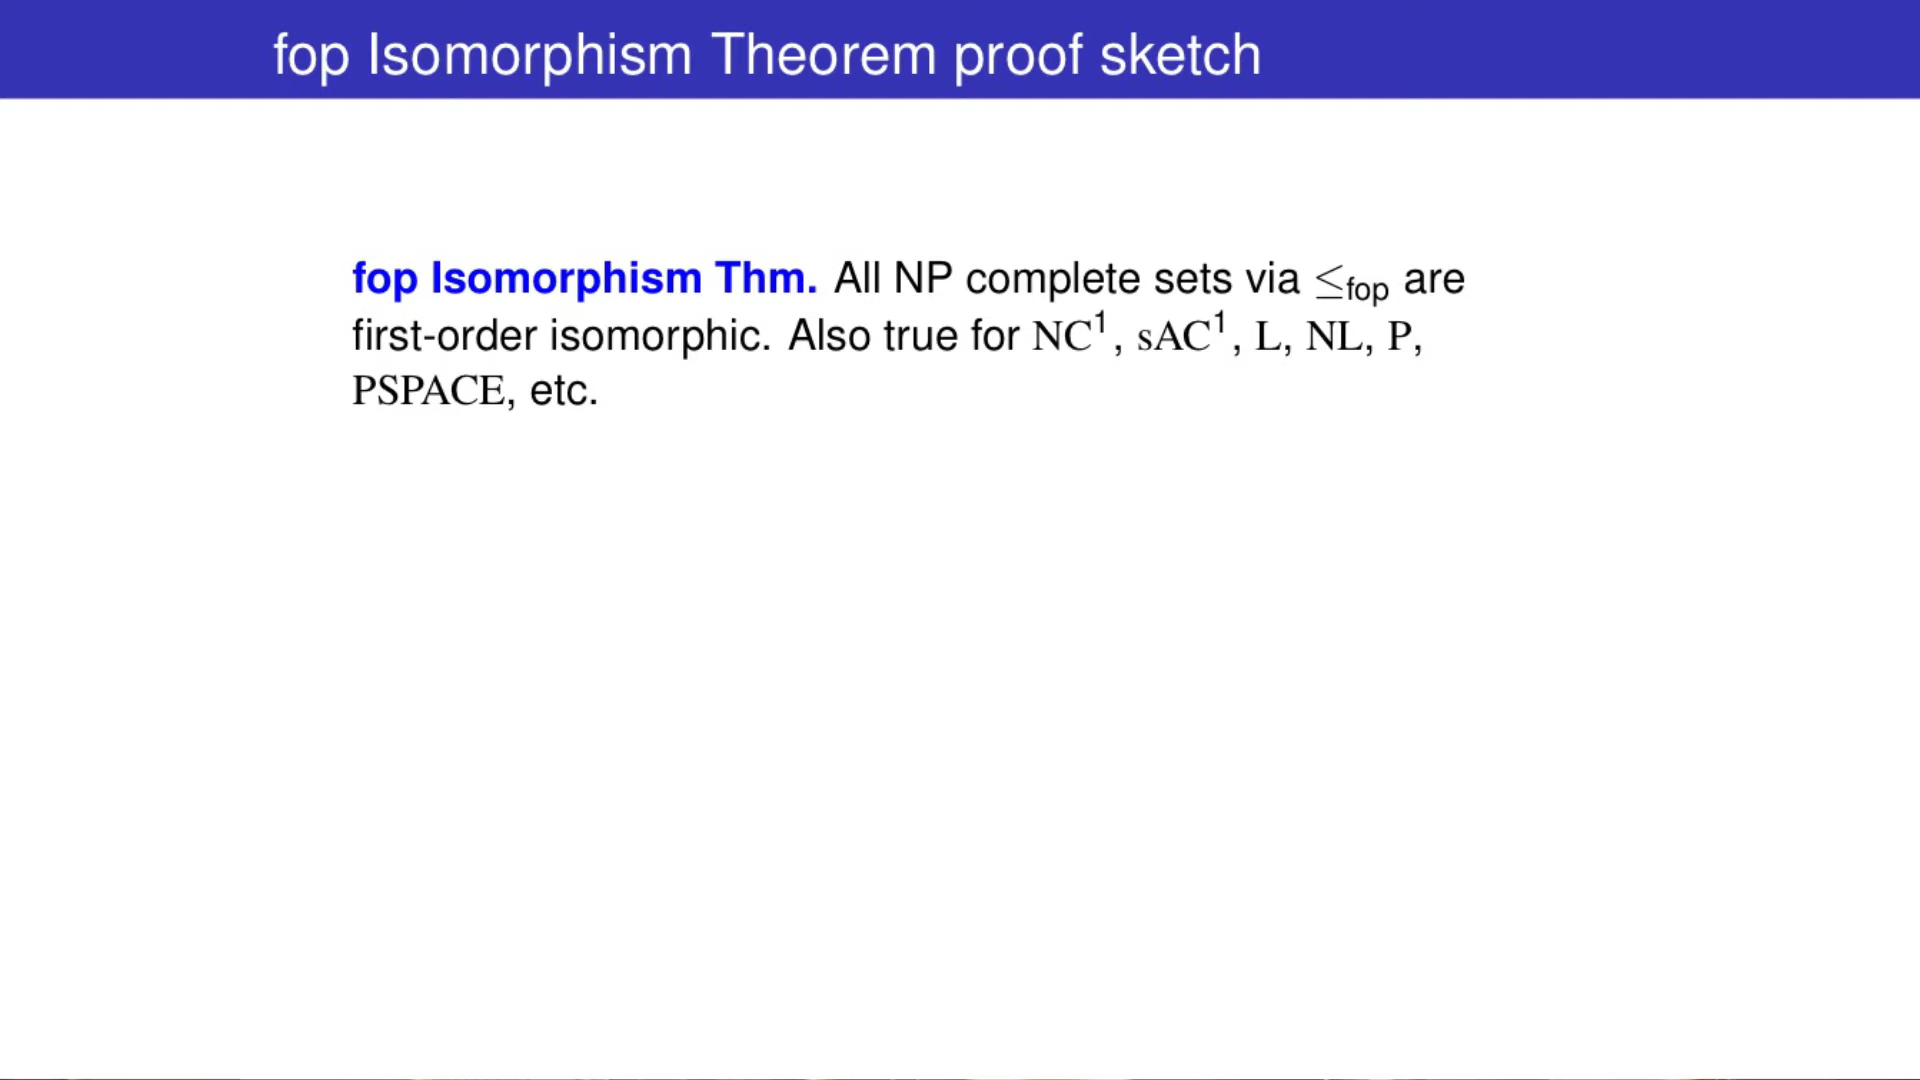 fop Isomorphism Theorem proof sketch
fop Isomorphism Thm. All NP complete sets via ≤fop are
first-order isomorphic. Also true for NC¹, sAC¹, L, NL, P,
PSPACE, etc.